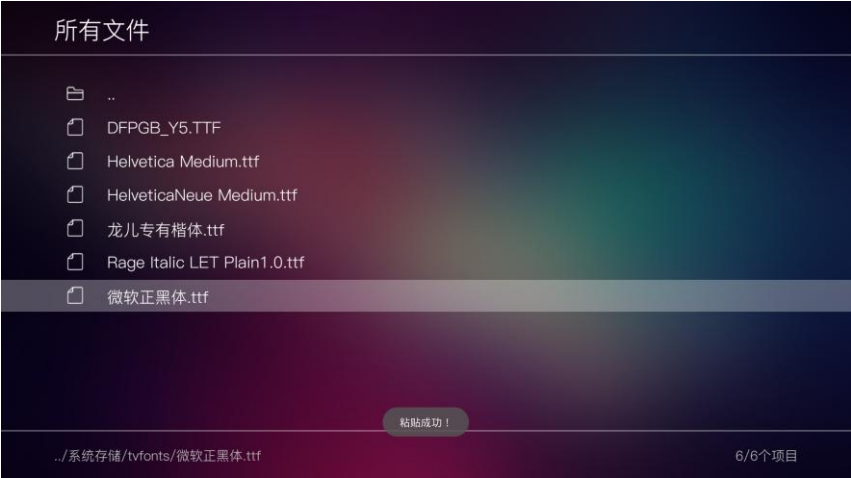 所有文件
..
DFPGB_Y5.TTF
Helvetica Medium.ttf
HelveticaNeue Medium.ttf
龙儿专有楷体.ttf
Rage Italic LET Plain1.0.ttf
微软正黑体.ttf
粘贴成功！
../系统存储/tvfonts/微软正黑体.ttf
6/6个项目